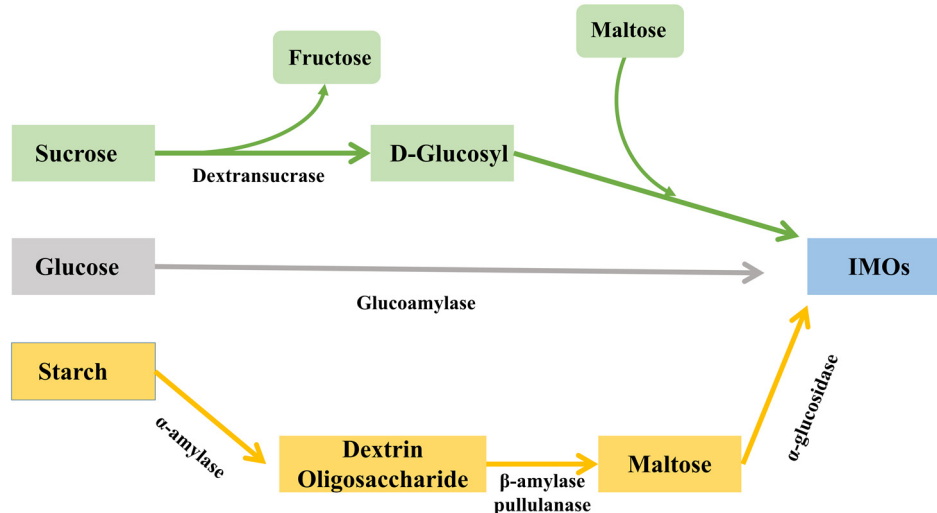 Maltose
Fructose
Sucrose
D-Glucosyl
Dextransucrase
Glucose
IMOs
Glucoamylase
Starch
α-amylase
α-glucosidase
Dextrin
Oligosaccharide
Maltose
β-amylase
pullulanase